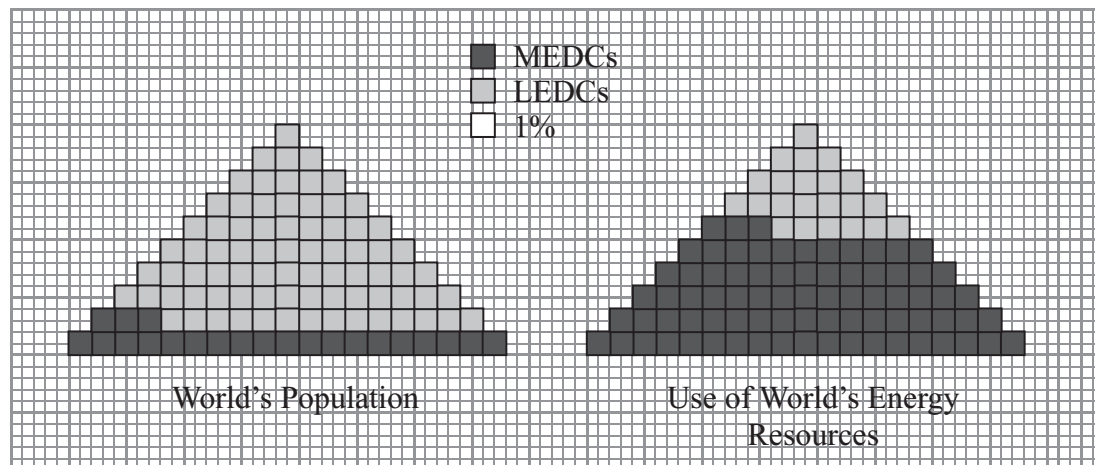 MEDCs
LEDCs
1%
World’s Population
Use of World’s Energy
Resources